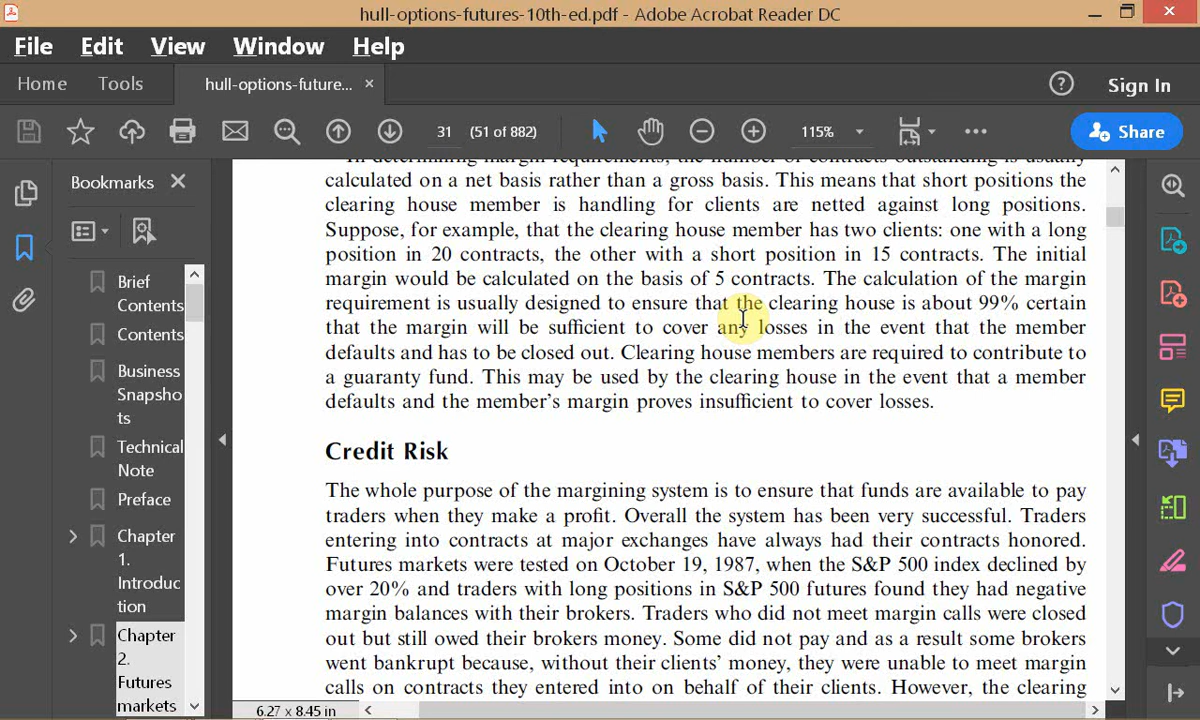 hull-options-futures-10th-ed.pdf - Adobe Acrobat Reader DC
File Edit View Window Help
Home Tools hull-options-future... ×
Sign In
31 (51 of 882) 115% Share
Bookmarks
Brief
Contents
Contents
Business
Snapsho
ts
Technical
Note
Preface
Chapter
1.
Introduc
tion
Chapter
2.
Futures
markets
In determining margin requirements, the number of contracts outstanding is usually
calculated on a net basis rather than a gross basis. This means that short positions the
clearing house member is handling for clients are netted against long positions.
Suppose, for example, that the clearing house member has two clients: one with a long
position in 20 contracts, the other with a short position in 15 contracts. The initial
margin would be calculated on the basis of 5 contracts. The calculation of the margin
requirement is usually designed to ensure that the clearing house is about 99% certain
that the margin will be sufficient to cover any losses in the event that the member
defaults and has to be closed out. Clearing house members are required to contribute to
a guaranty fund. This may be used by the clearing house in the event that a member
defaults and the member's margin proves insufficient to cover losses.
Credit Risk
The whole purpose of the margining system is to ensure that funds are available to pay
traders when they make a profit. Overall the system has been very successful. Traders
entering into contracts at major exchanges have always had their contracts honored.
Futures markets were tested on October 19, 1987, when the S&P 500 index declined by
over 20% and traders with long positions in S&P 500 futures found they had negative
margin balances with their brokers. Traders who did not meet margin calls were closed
out but still owed their brokers money. Some did not pay and as a result some brokers
went bankrupt because, without their clients' money, they were unable to meet margin
calls on contracts they entered into on behalf of their clients. However, the clearing
6.27 x 8.45 in